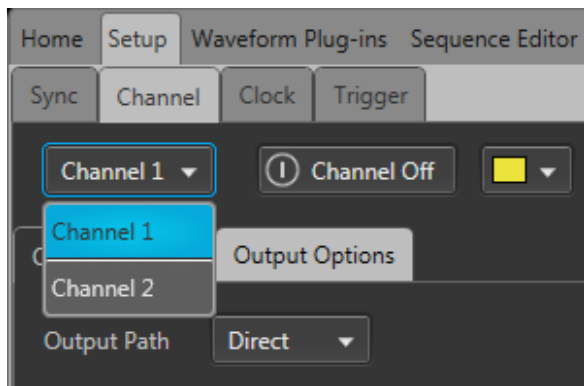 Home Setup Waveform Plug-ins Sequence Editor
Sync Channel Clock Trigger
Channel 1 Channel Off
Channel 1
Output Options
Channel 2
Output Path Direct